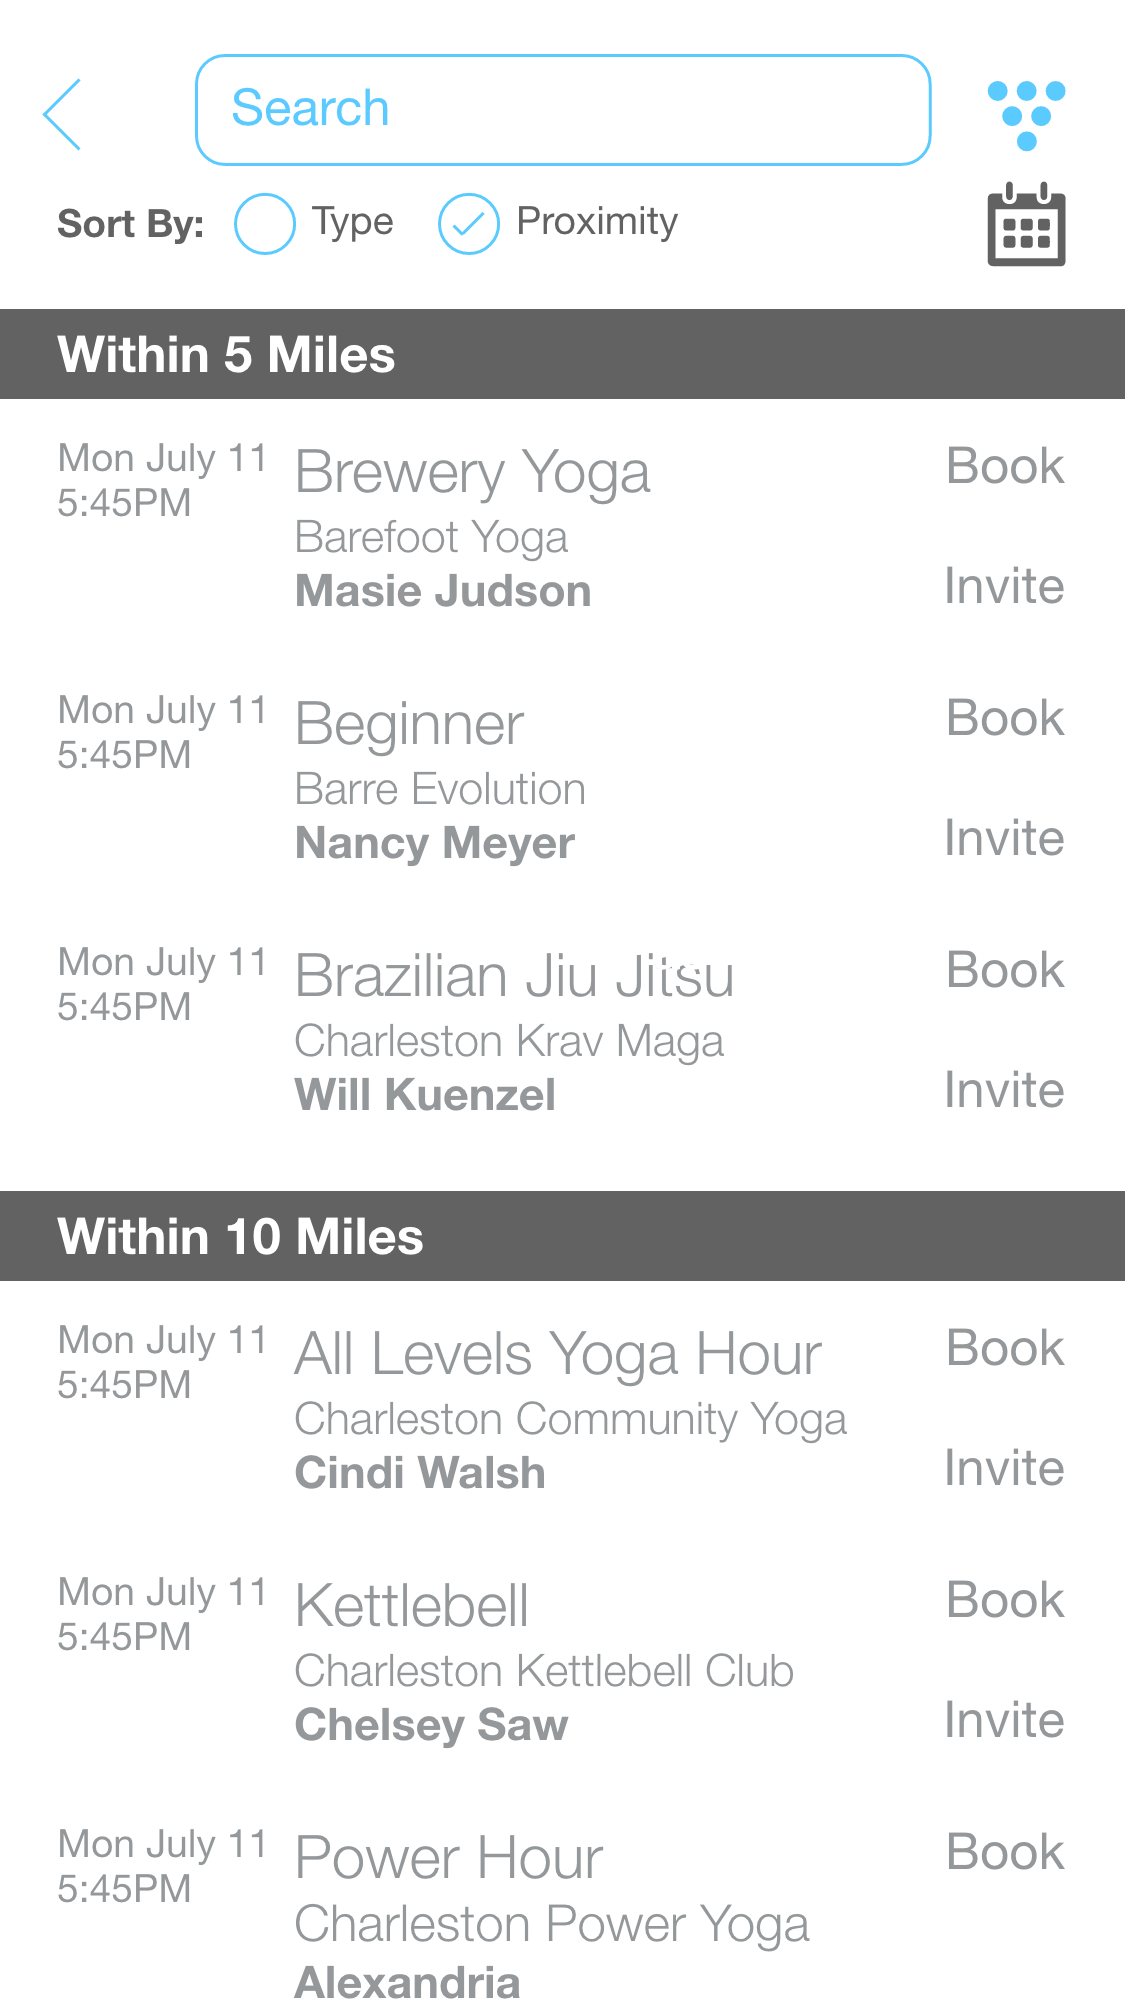 Search
Sort By: Type Proximity
Within 5 Miles
Mon July 11
5:45PM
Brewery Yoga
Barefoot Yoga
Masie Judson
Book
Invite
Mon July 11
5:45PM
Beginner
Barre Evolution
Nancy Meyer
Book
Invite
Mon July 11
5:45PM
Brazilian Jiu Jitsu
Charleston Krav Maga
Will Kuenzel
Book
Invite
Within 10 Miles
Mon July 11
5:45PM
All Levels Yoga Hour
Charleston Community Yoga
Cindi Walsh
Book
Invite
Mon July 11
5:45PM
Kettlebell
Charleston Kettlebell Club
Chelsey Saw
Book
Invite
Mon July 11
5:45PM
Power Hour
Charleston Power Yoga
Alexandria
Book